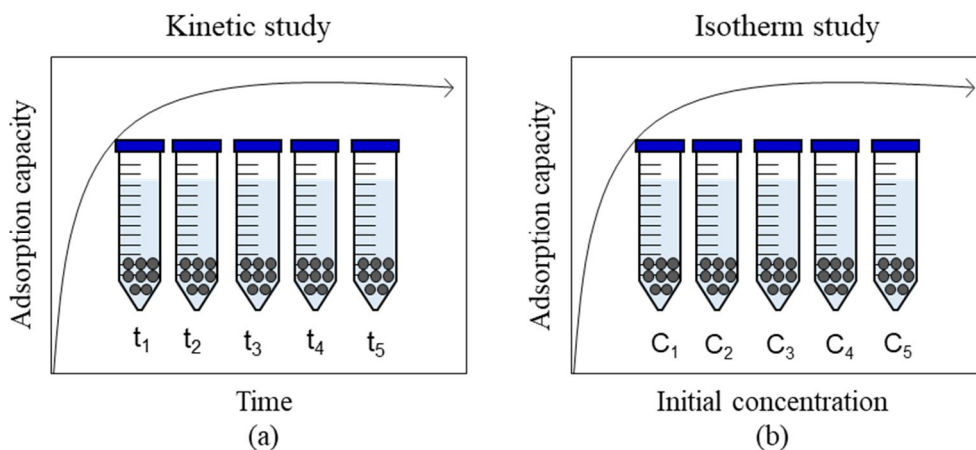 Kinetic study
Adsorption capacity
t₁ t₂ t₃ t₄ t₅
Time
(a)
Isotherm study
Adsorption capacity
C₁ C₂ C₃ C₄ C₅
Initial concentration
(b)